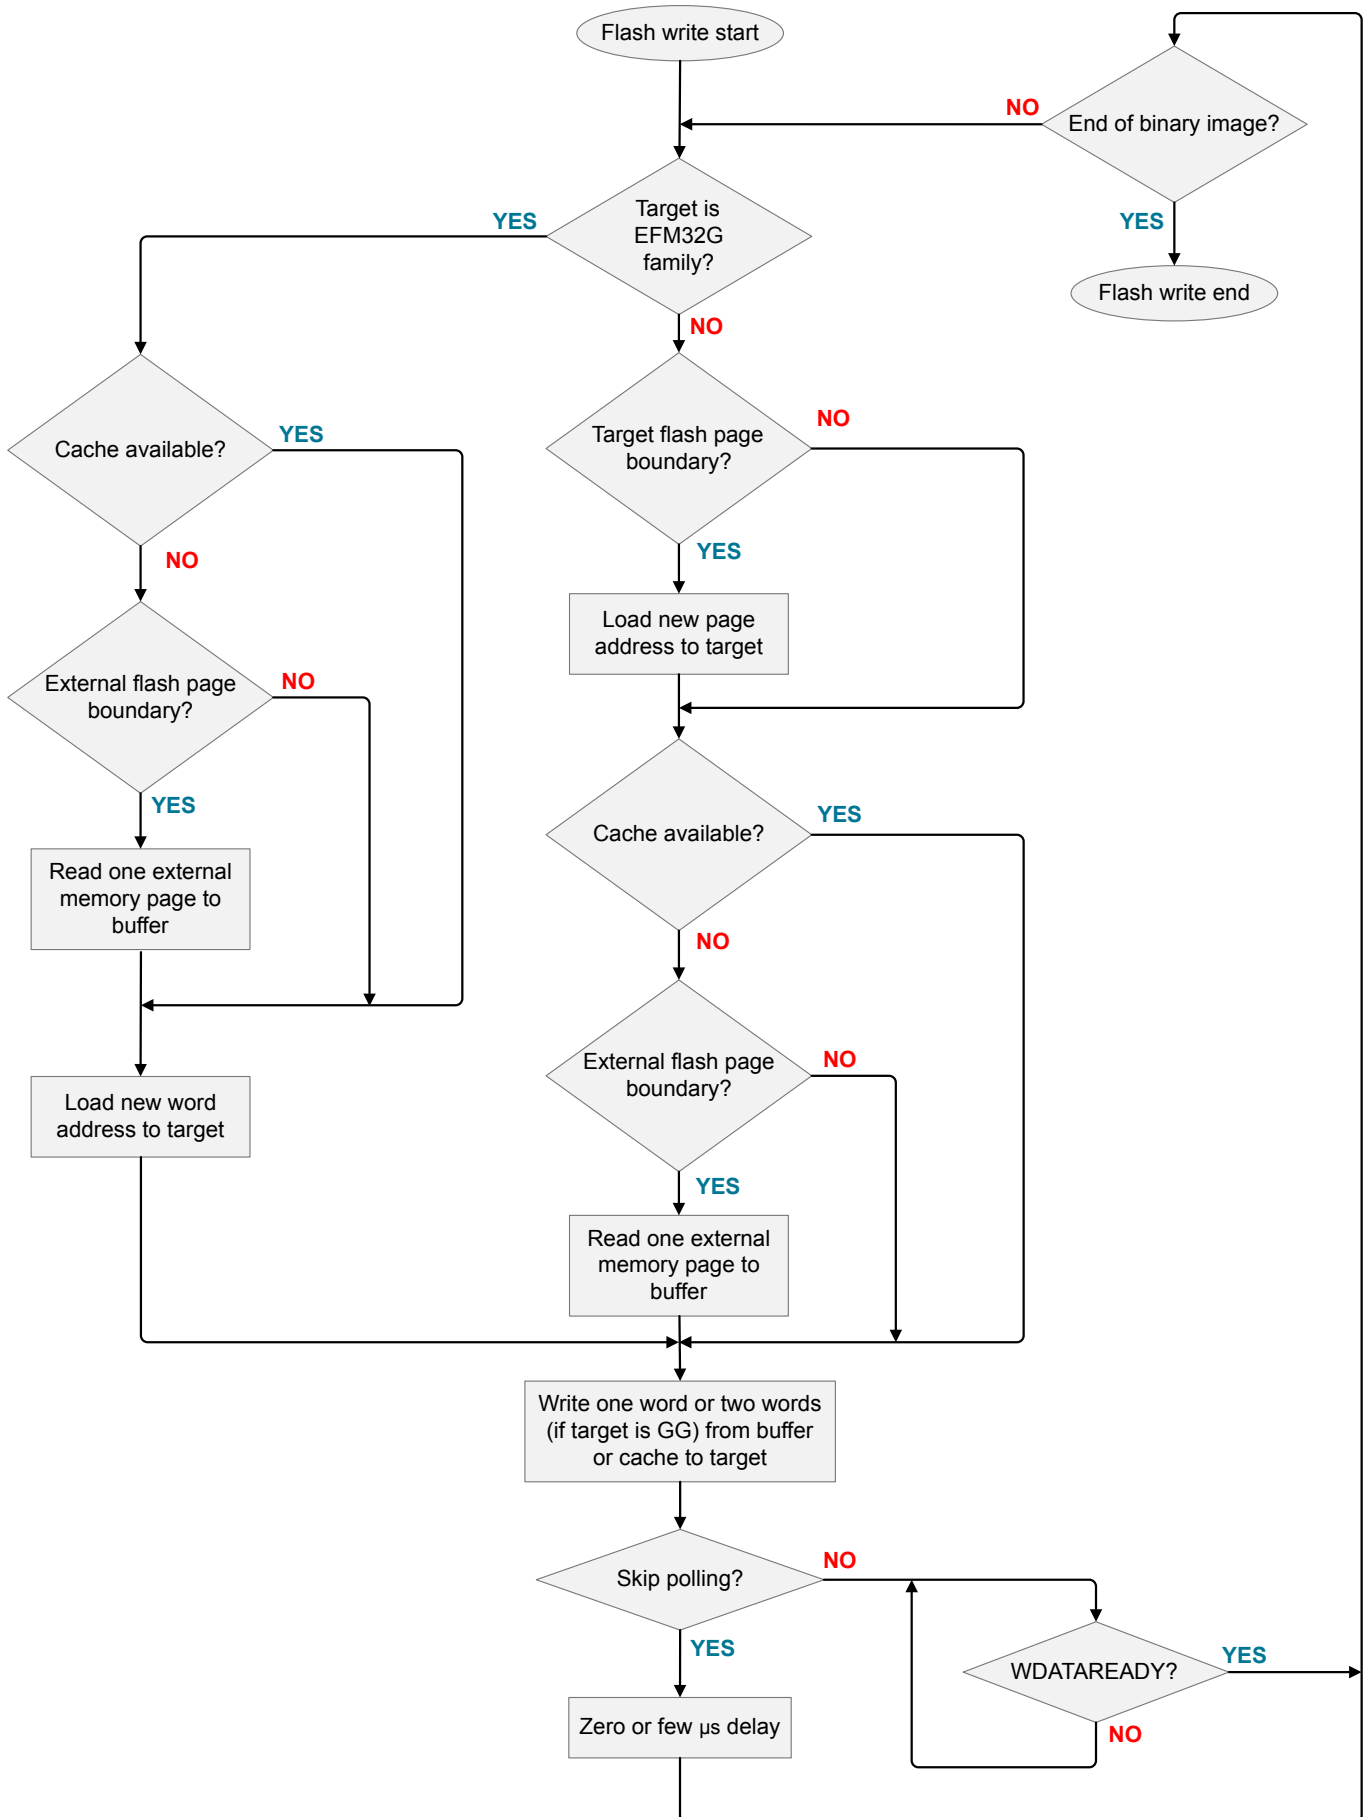 Flash write start
NO
End of binary image?
YES
Target is
EFM32G
family?
YES
Flash write end
NO
Cache available?
YES
Target flash page
boundary?
NO
NO
YES
Load new page
address to target
External flash page
boundary?
NO
YES
Cache available?
YES
Read one external
memory page to
buffer
NO
External flash page
boundary?
NO
Load new word
address to target
YES
Read one external
memory page to
buffer
Write one word or two words
(if target is GG) from buffer
or cache to target
Skip polling?
NO
YES
WDATAREADY?
YES
NO
Zero or few µs delay